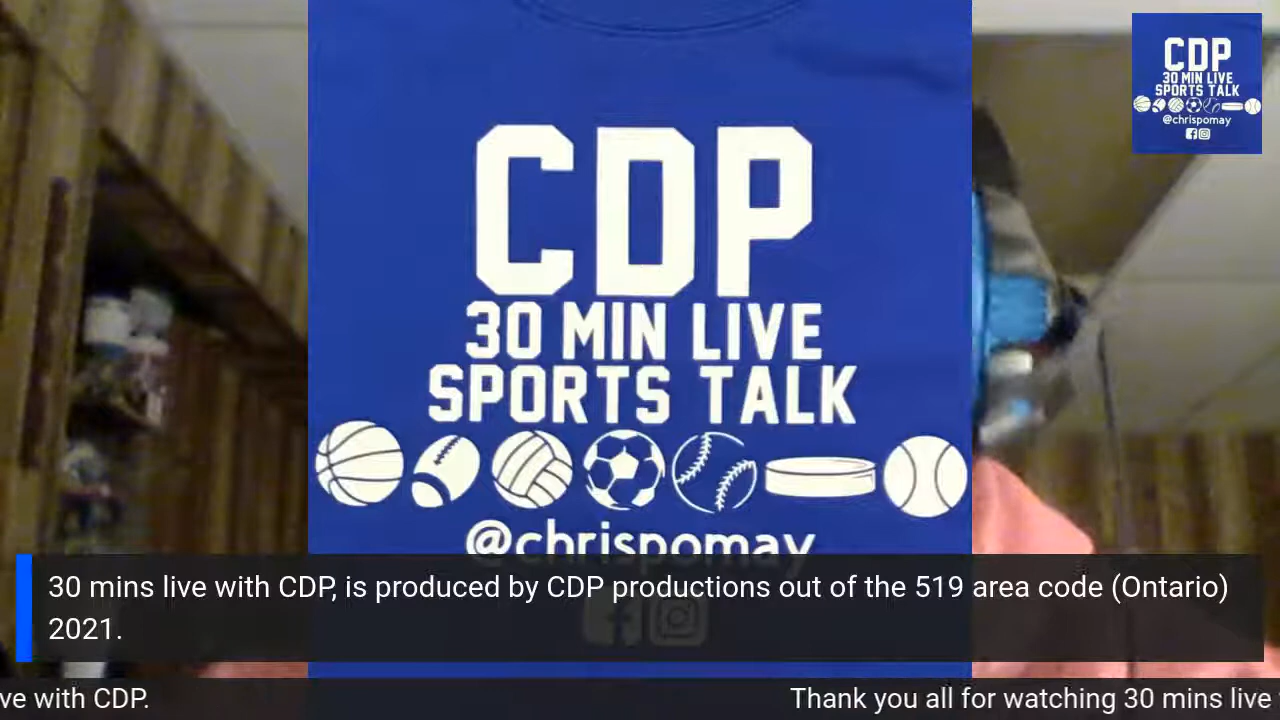 CDP
30 MIN LIVE
SPORTS TALK
@chrispomay
CDP
30 MIN LIVE
SPORTS TALK
@chrispomay
30 mins live with CDP, is produced by CDP productions out of the 519 area code (Ontario)
2021.
ve with CDP.
Thank you all for watching 30 mins live